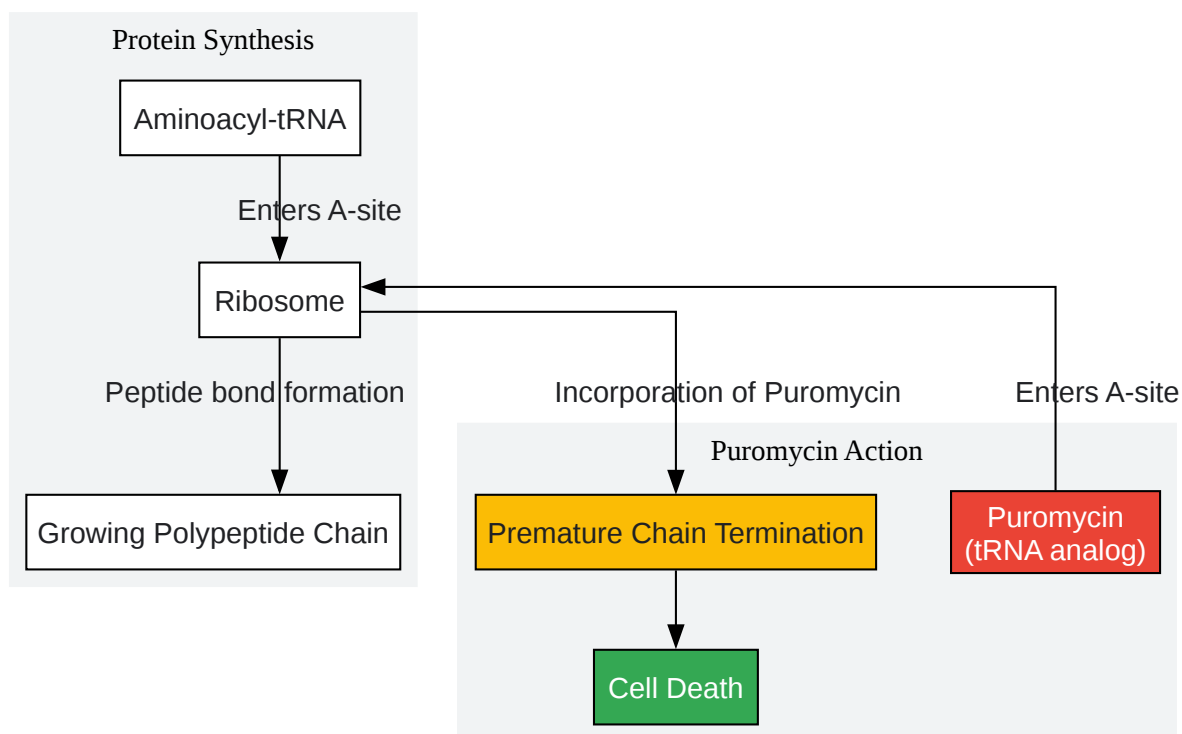 Protein Synthesis
Aminoacyl-tRNA
Enters A-site
Ribosome
Peptide bond formation
Growing Polypeptide Chain
Incorporation of Puromycin
Enters A-site
Puromycin Action
Premature Chain Termination
Puromycin
(tRNA analog)
Cell Death